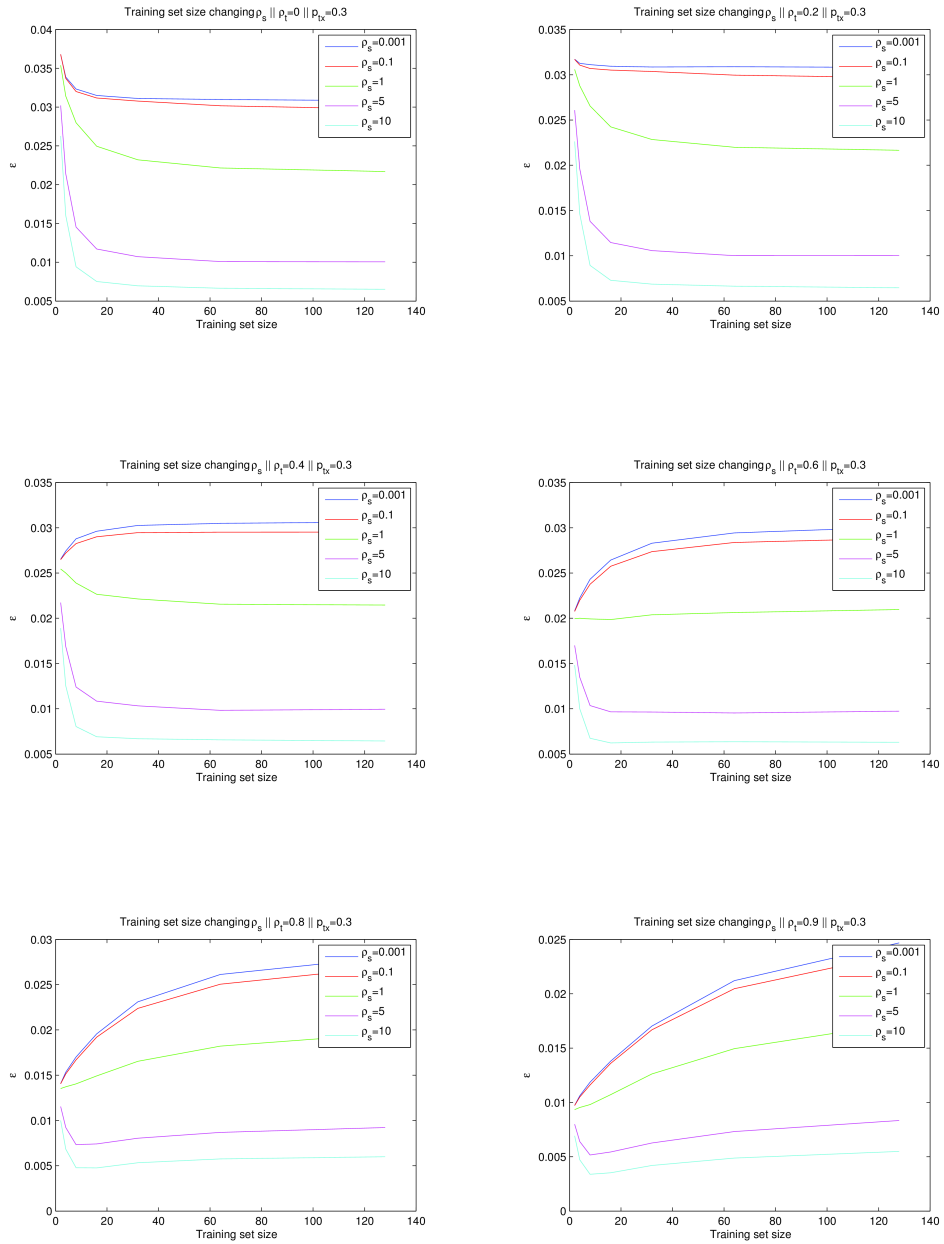 Training set size changing ρs || ρt=0 || ptx=0.3
0.04
0.035
0.03
0.025
0.02
0.015
0.01
0.005
ε
0 20 40 60 80 100 120 140
Training set size
ρs=0.001
ρs=0.1
ρs=1
ρs=5
ρs=10
Training set size changing ρs || ρt=0.2 || ptx=0.3
0.035
0.03
0.025
0.02
0.015
0.01
0.005
ε
0 20 40 60 80 100 120 140
Training set size
ρs=0.001
ρs=0.1
ρs=1
ρs=5
ρs=10
Training set size changing ρs || ρt=0.4 || ptx=0.3
0.035
0.03
0.025
0.02
0.015
0.01
0.005
ε
0 20 40 60 80 100 120 140
Training set size
ρs=0.001
ρs=0.1
ρs=1
ρs=5
ρs=10
Training set size changing ρs || ρt=0.6 || ptx=0.3
0.035
0.03
0.025
0.02
0.015
0.01
0.005
ε
0 20 40 60 80 100 120 140
Training set size
ρs=0.001
ρs=0.1
ρs=1
ρs=5
ρs=10
Training set size changing ρs || ρt=0.8 || ptx=0.3
0.03
0.025
0.02
0.015
0.01
0.005
0
ε
0 20 40 60 80 100 120 140
Training set size
ρs=0.001
ρs=0.1
ρs=1
ρs=5
ρs=10
Training set size changing ρs || ρt=0.9 || ptx=0.3
0.025
0.02
0.015
0.01
0.005
0
ε
0 20 40 60 80 100 120 140
Training set size
ρs=0.001
ρs=0.1
ρs=1
ρs=5
ρs=10